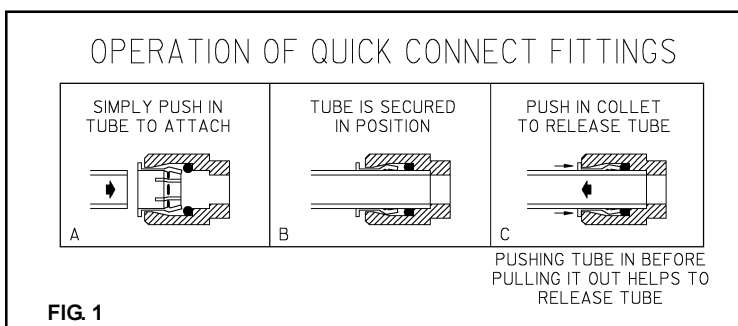 OPERATION OF QUICK CONNECT FITTINGS
SIMPLY PUSH IN
TUBE TO ATTACH
A
TUBE IS SECURED
IN POSITION
B
PUSH IN COLLET
TO RELEASE TUBE
C
PUSHING TUBE IN BEFORE
PULLING IT OUT HELPS TO
RELEASE TUBE
FIG. 1